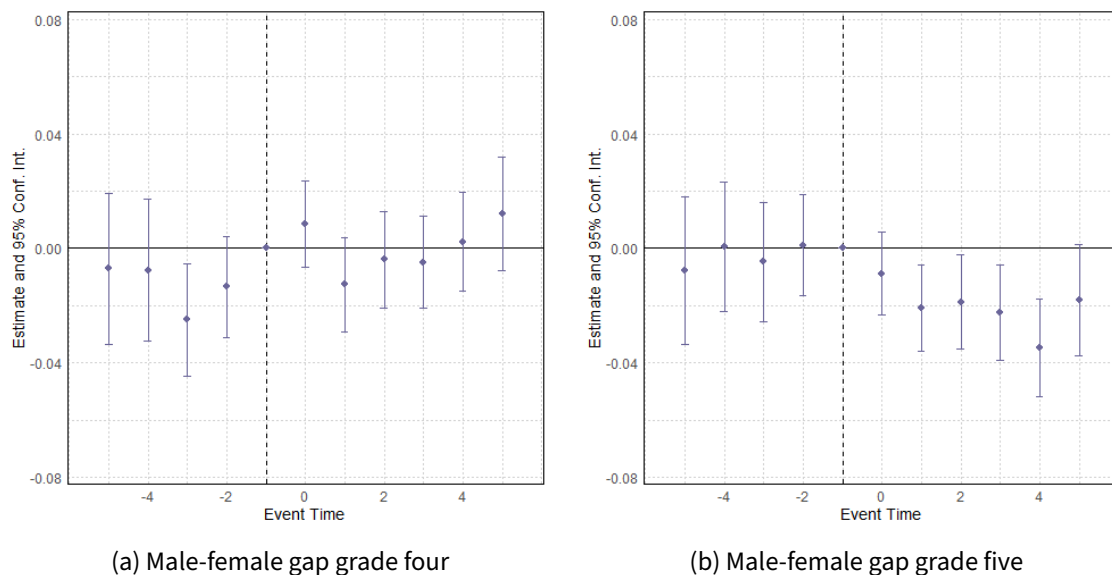 0.08
0.04
0.00
-0.04
-0.08
Estimate and 95% Conf. Int.
-4 -2 0 2 4
Event Time
(a) Male-female gap grade four
0.08
0.04
0.00
-0.04
-0.08
Estimate and 95% Conf. Int.
-4 -2 0 2 4
Event Time
(b) Male-female gap grade five